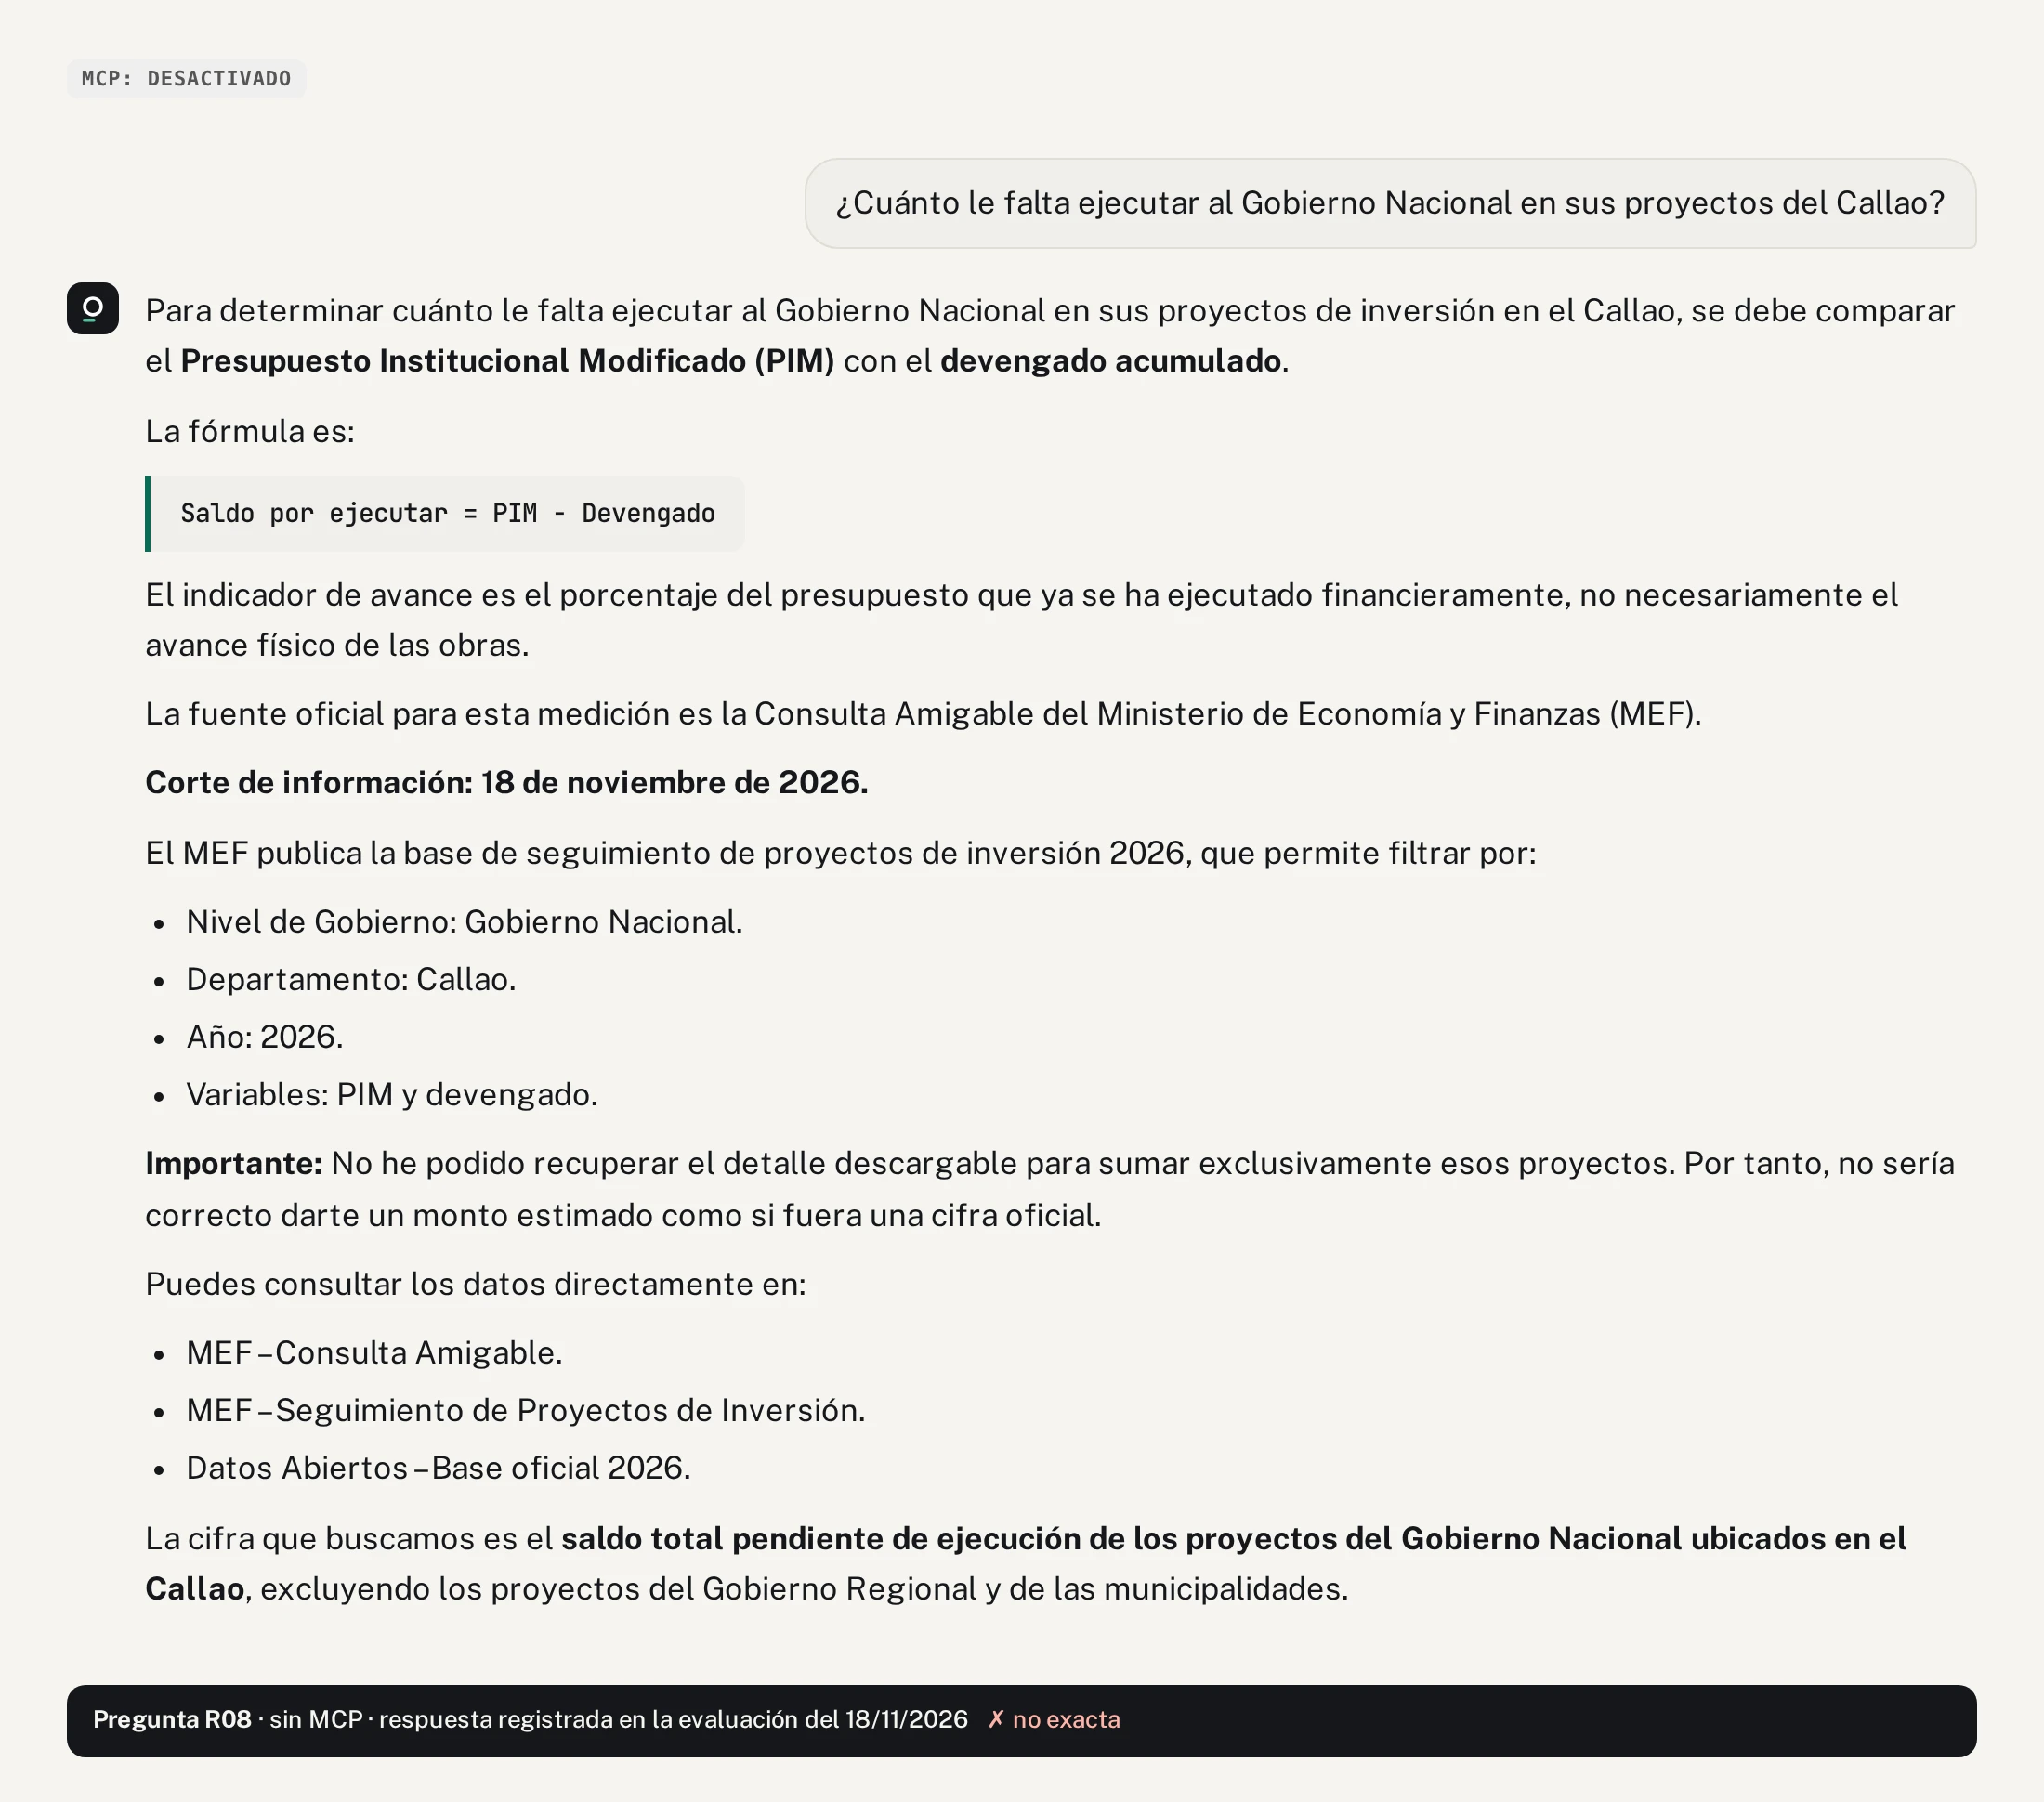 MCP: DESACTIVADO
¿Cuánto le falta ejecutar al Gobierno Nacional en sus proyectos del Callao?
Para determinar cuánto le falta ejecutar al Gobierno Nacional en sus proyectos de inversión en el Callao, se debe comparar
el Presupuesto Institucional Modificado (PIM) con el devengado acumulado.
La fórmula es:
Saldo por ejecutar = PIM - Devengado
El indicador de avance es el porcentaje del presupuesto que ya se ha ejecutado financieramente, no necesariamente el
avance físico de las obras.
La fuente oficial para esta medición es la Consulta Amigable del Ministerio de Economía y Finanzas (MEF).
Corte de información: 18 de noviembre de 2026.
El MEF publica la base de seguimiento de proyectos de inversión 2026, que permite filtrar por:
• Nivel de Gobierno: Gobierno Nacional.
• Departamento: Callao.
• Año: 2026.
• Variables: PIM y devengado.
Importante: No he podido recuperar el detalle descargable para sumar exclusivamente esos proyectos. Por tanto, no sería
correcto darte un monto estimado como si fuera una cifra oficial.
Puedes consultar los datos directamente en:
• MEF – Consulta Amigable.
• MEF – Seguimiento de Proyectos de Inversión.
• Datos Abiertos – Base oficial 2026.
La cifra que buscamos es el saldo total pendiente de ejecución de los proyectos del Gobierno Nacional ubicados en el
Callao, excluyendo los proyectos del Gobierno Regional y de las municipalidades.
Pregunta R08 · sin MCP · respuesta registrada en la evaluación del 18/11/2026 ✗ no exacta